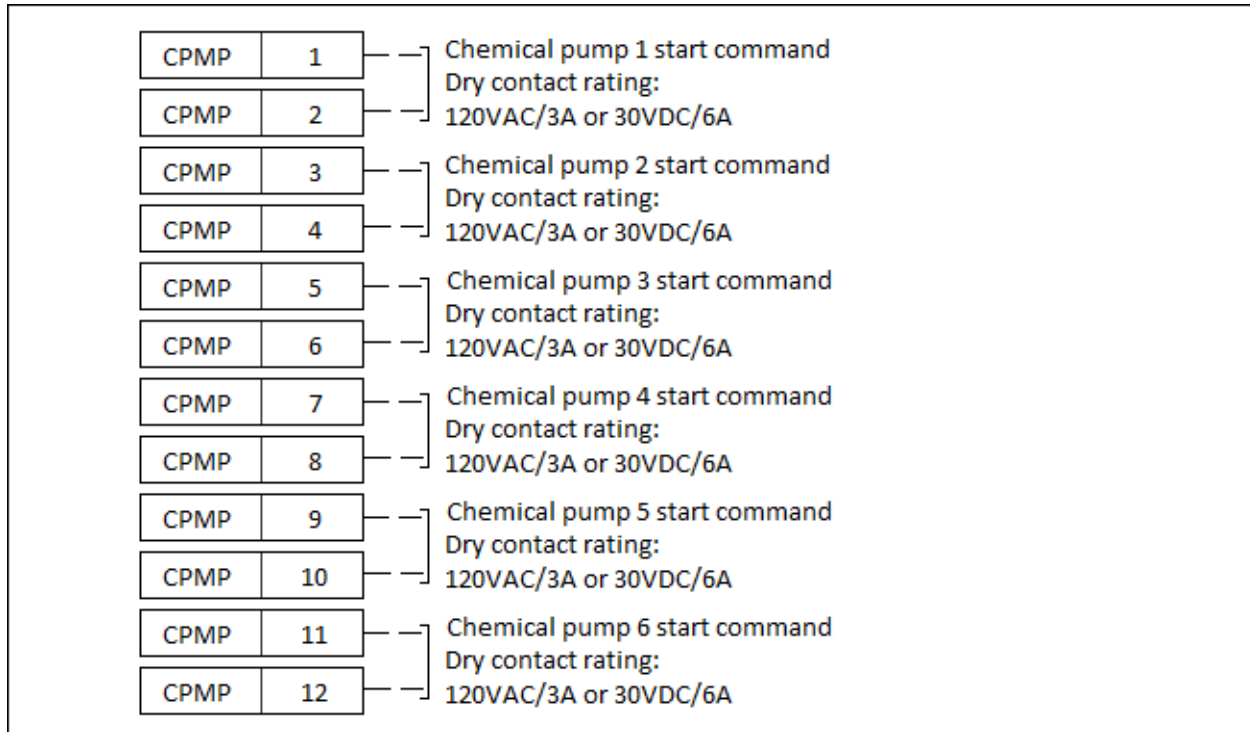 CPMP 1 Chemical pump 1 start command
Dry contact rating:
CPMP 2 120VAC/3A or 30VDC/6A
CPMP 3 Chemical pump 2 start command
Dry contact rating:
CPMP 4 120VAC/3A or 30VDC/6A
CPMP 5 Chemical pump 3 start command
Dry contact rating:
CPMP 6 120VAC/3A or 30VDC/6A
CPMP 7 Chemical pump 4 start command
Dry contact rating:
CPMP 8 120VAC/3A or 30VDC/6A
CPMP 9 Chemical pump 5 start command
Dry contact rating:
CPMP 10 120VAC/3A or 30VDC/6A
CPMP 11 Chemical pump 6 start command
Dry contact rating:
CPMP 12 120VAC/3A or 30VDC/6A